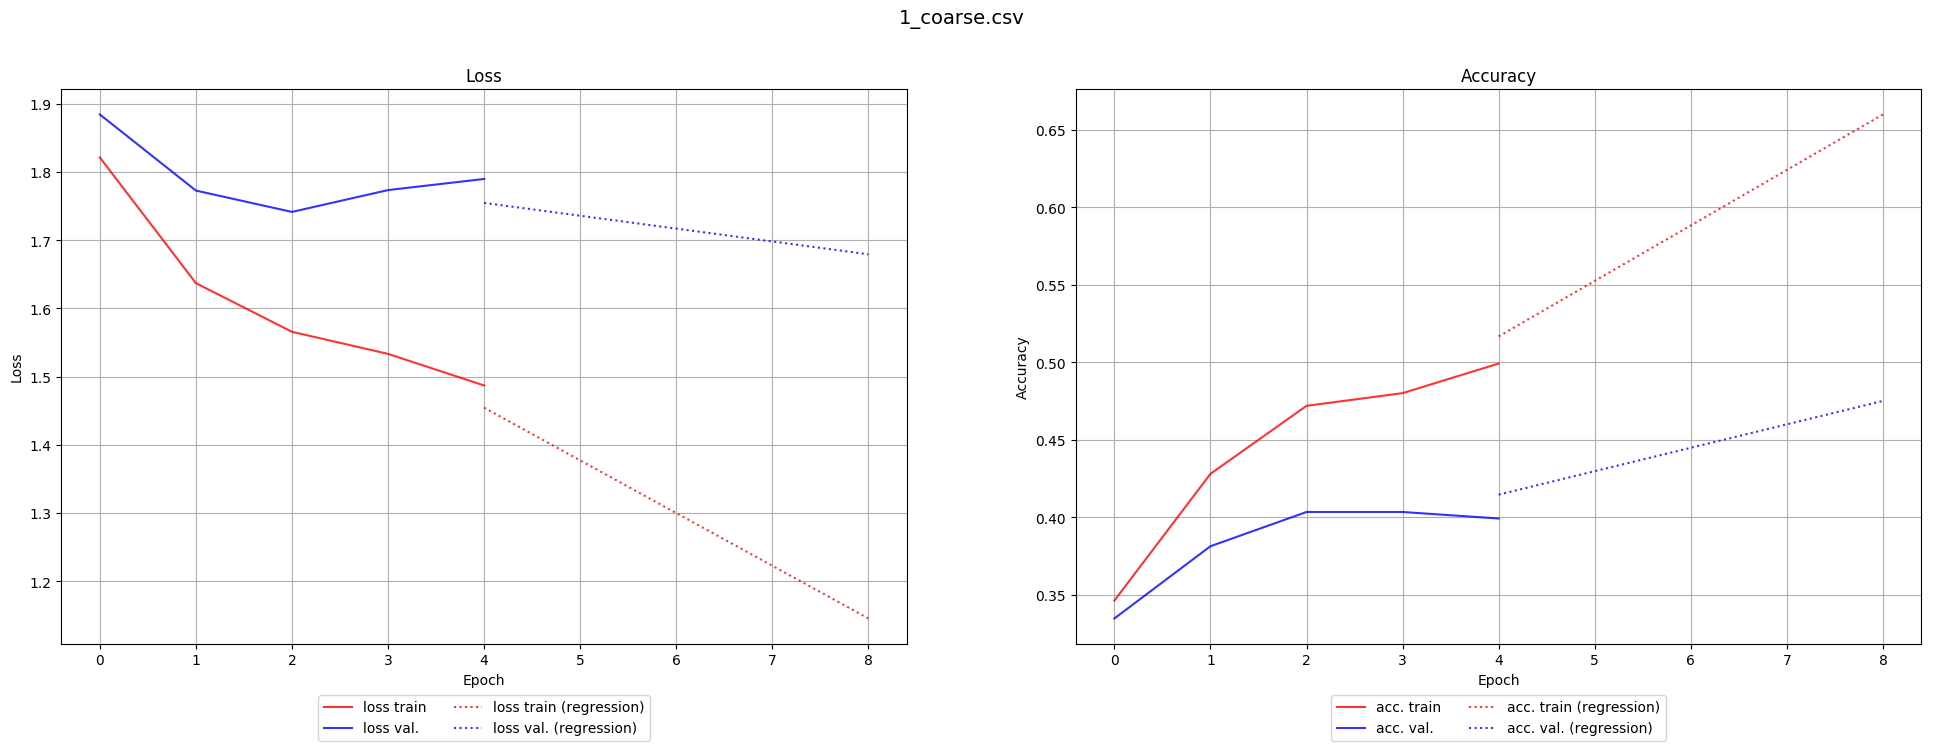 1_coarse.csv
Loss
1.9
1.8
1.7
1.6
1.5
1.4
1.3
1.2
Loss
0 1 2 3 4 5 6 7 8
Epoch
loss train
loss val.
loss train (regression)
loss val. (regression)
Accuracy
0.65
0.60
0.55
0.50
0.45
0.40
0.35
Accuracy
0 1 2 3 4 5 6 7 8
Epoch
acc. train
acc. val.
acc. train (regression)
acc. val. (regression)